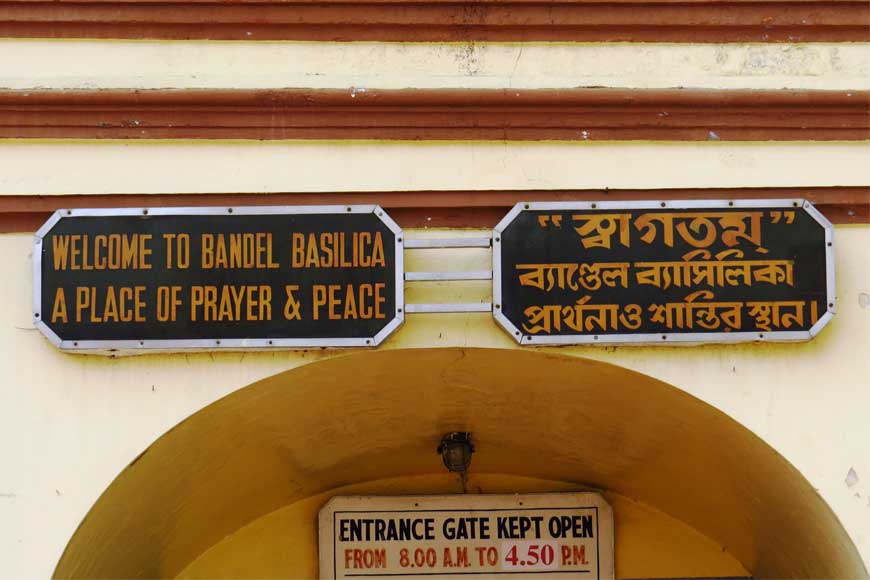 WELCOME TO BANDEL BASILICA
A PLACE OF PRAYER & PEACE
“স্বাগতম্”
ব্যাণ্ডেল ব্যাসিলিকা
প্রার্থনাও শান্তির স্থান।
ENTRANCE GATE KEPT OPEN
FROM 8.00 A.M. TO 4.50 P.M.